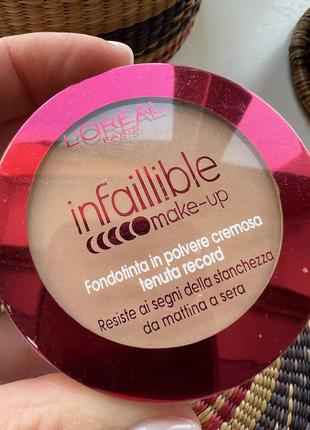 L'ORÉAL
PARIS
infaillible
make-up
Fondotinta in polvere cremosa
tenuta record
Resiste ai segni della stanchezza
da mattina a sera